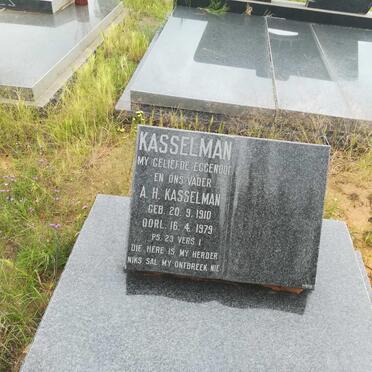 KASSELMAN
MY GELIEFDE EGGENOOT
EN ONS VADER
A. H. KASSELMAN
GEB. 20. 9. 1910
OORL. 16. 4. 1979
PS. 23 VERS 1
DIE HERE IS MY HERDER
NIKS SAL MY ONTBREEK NIE